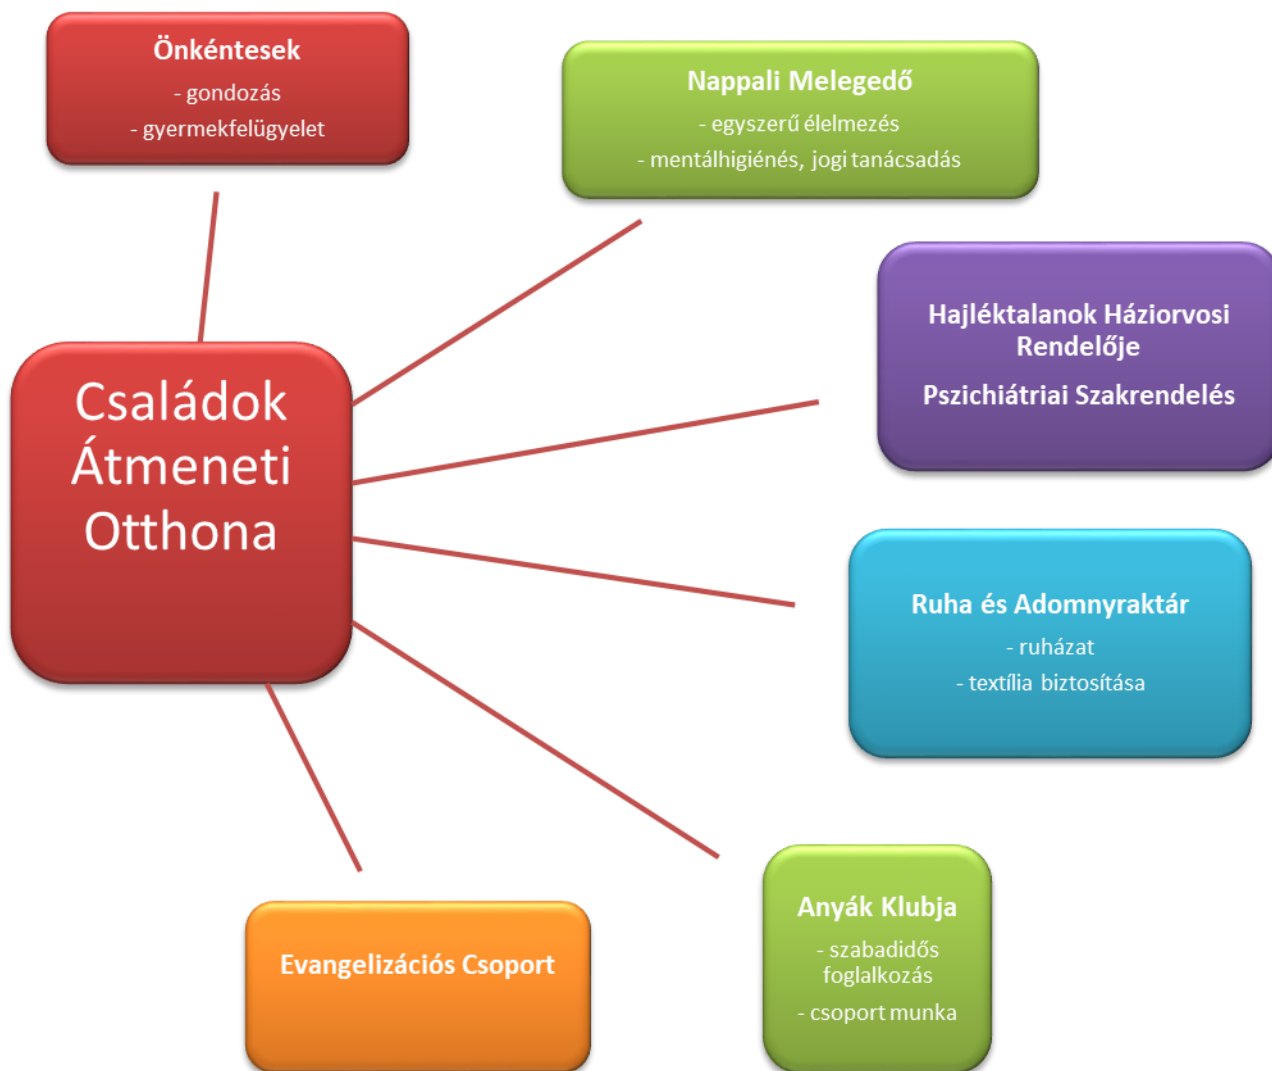 Önkéntesek
- gondozás
- gyermekfelügyelet
Nappali Melegedő
- egyszerű élelmezés
- mentálhigiénés, jogi tanácsadás
Hajléktalanok Háziorvosi
Rendelője
Pszichiátriai Szakrendelés
Családok
Átmeneti
Otthona
Ruha és Adomnyraktár
- ruházat
- textília biztosítása
Anyák Klubja
- szabadidős
foglalkozás
- csoport munka
Evangelizációs Csoport